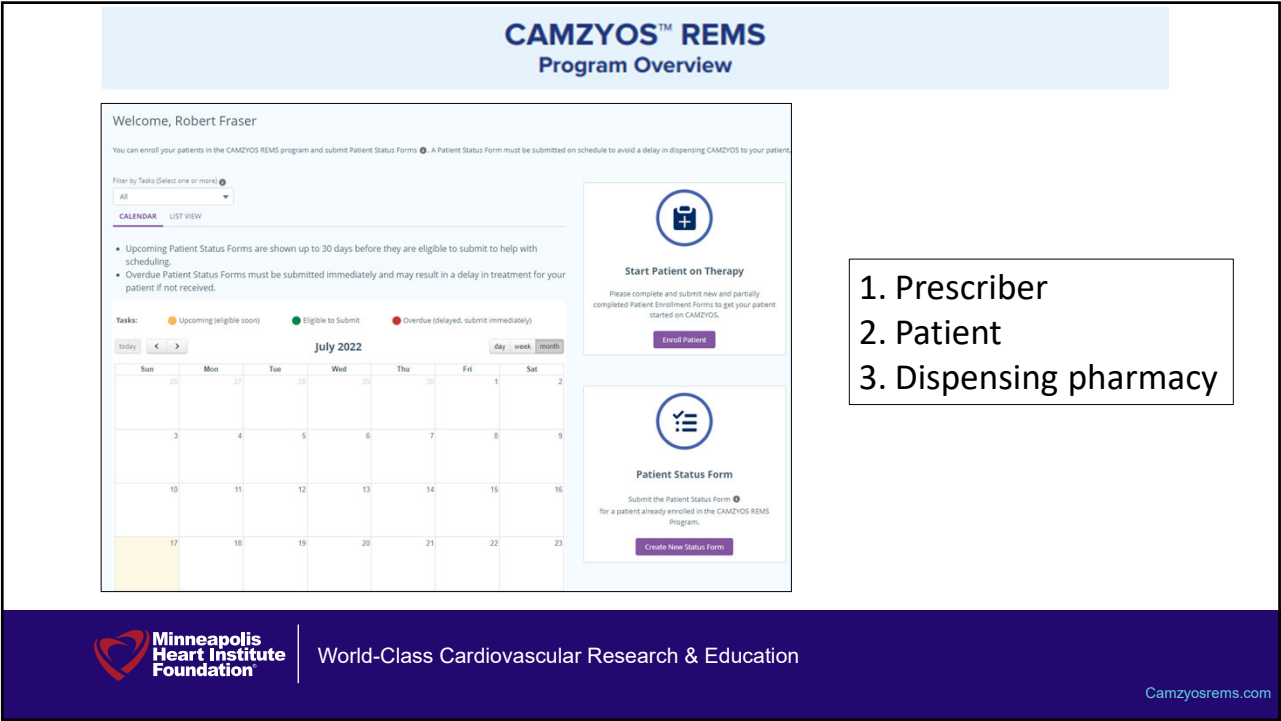 CAMZYOS™ REMS
Program Overview
Welcome, Robert Fraser
You can enroll your patients in the CAMZYOS REMS program and submit Patient Status Forms. A Patient Status Form must be submitted on schedule to avoid a delay in dispensing CAMZYOS to your patient.
Filter by Tasks (Select one or more)
All
CALENDAR LIST VIEW
• Upcoming Patient Status Forms are shown up to 30 days before they are eligible to submit to help with
scheduling.
• Overdue Patient Status Forms must be submitted immediately and may result in a delay in treatment for your
patient if not received.
Tasks: Upcoming (eligible soon) Eligible to Submit Overdue (delayed, submit immediately)
today < > July 2022 day week month
Sun Mon Tue Wed Thu Fri Sat
26 27 28 29 30 1 2
3 4 5 6 7 8 9
10 11 12 13 14 15 16
17 18 19 20 21 22 23
Start Patient on Therapy
Please complete and submit new and partially
completed Patient Enrollment Forms to get your patient
started on CAMZYOS.
Enroll Patient
Patient Status Form
Submit the Patient Status Form
for a patient already enrolled in the CAMZYOS REMS
Program.
Create New Status Form
1. Prescriber
2. Patient
3. Dispensing pharmacy
Minneapolis
Heart Institute
Foundation®
World-Class Cardiovascular Research & Education
Camzyosrems.com